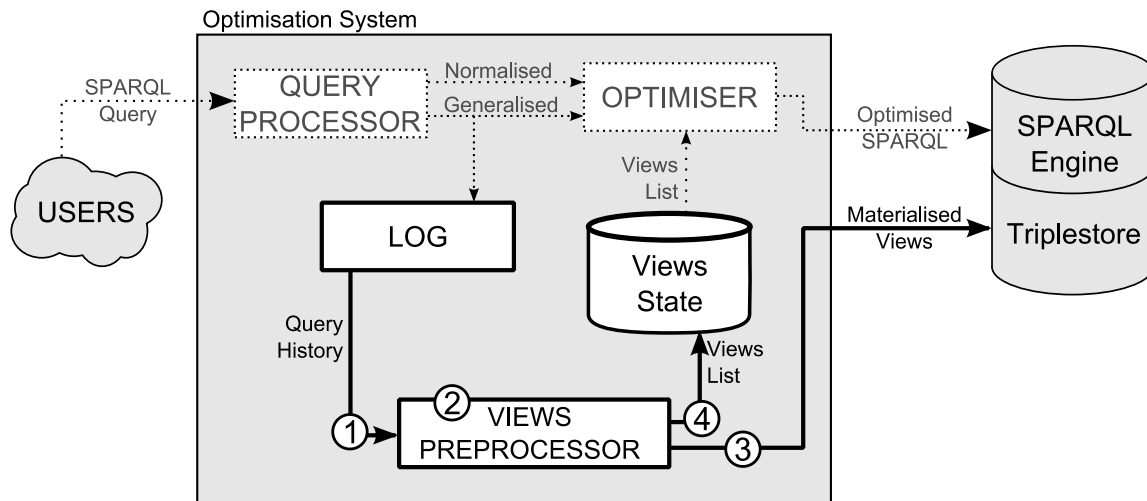 Optimisation System
SPARQL
Query
QUERY
PROCESSOR
Normalised
Generalised
OPTIMISER
Optimised
SPARQL
SPARQL
Engine
USERS
Views
List
LOG
Materialised
Views
Triplestore
Views
State
Query
History
Views
List
1
2
VIEWS
PREPROCESSOR
4
3